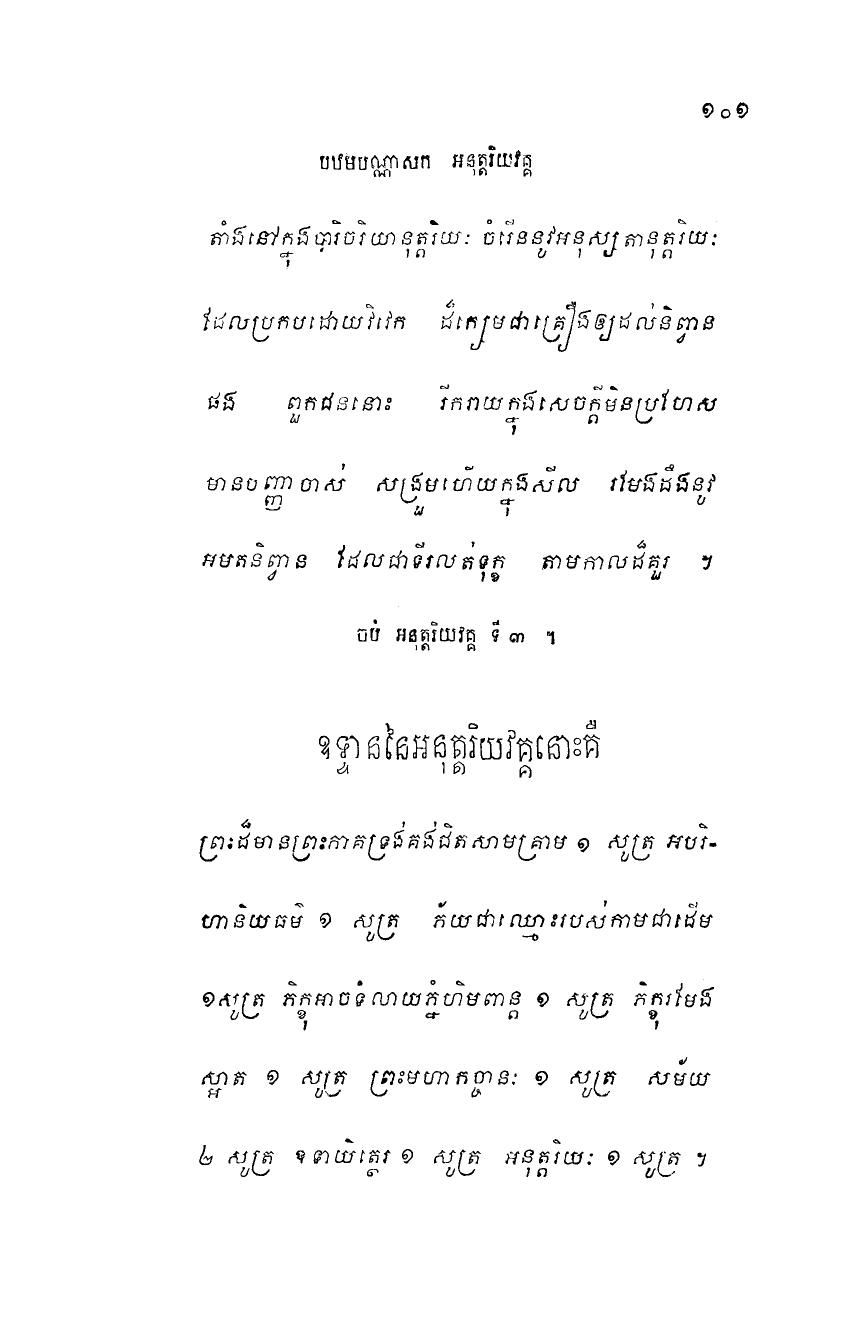 ១០១
បឋមបណ្ណាសក អនុត្តរិយវគ្គ
តាំងនៅក្នុងបារិចរិយានុត្តរិយៈ ចំរើននូវអនុស្សតានុត្តរិយៈ
ដែលប្រកបដោយវិវេក ដ៏ក្សេមជាគ្រឿងឲ្យដល់និព្វាន
ផង ពួកជននោះ រីករាយក្នុងសេចក្តីមិនប្រហែស
មានបញ្ញាចាស់ សង្រួមហើយក្នុងសីល រមែងដឹងនូវ
អមតនិព្វាន ដែលជាទីរលត់ទុក្ខ តាមកាលដ៏គួរ ។
ចប់ អនុត្តរិយវគ្គ ទី ៣ ។
ឧទ្ទាននៃអនុត្តរិយវគ្គនោះគឺ
ព្រះដ៏មានព្រះភាគទ្រង់គង់ជិតសាមគ្រាម ១ សូត្រ អបរិ-
ហានិយធម៌ ១ សូត្រ ភ័យជាឈ្មោះរបស់កាមជាដើម
១សូត្រ ភិក្ខុអាចទំលាយភ្នំហិមពាន្ត ១ សូត្រ ភិក្ខុរមែង
ស្អាត ១ សូត្រ ព្រះមហាកច្ចានៈ ១ សូត្រ សម័យ
២ សូត្រ ឧទាយិត្ថេរ ១ សូត្រ អនុត្តរិយៈ ១ សូត្រ ។